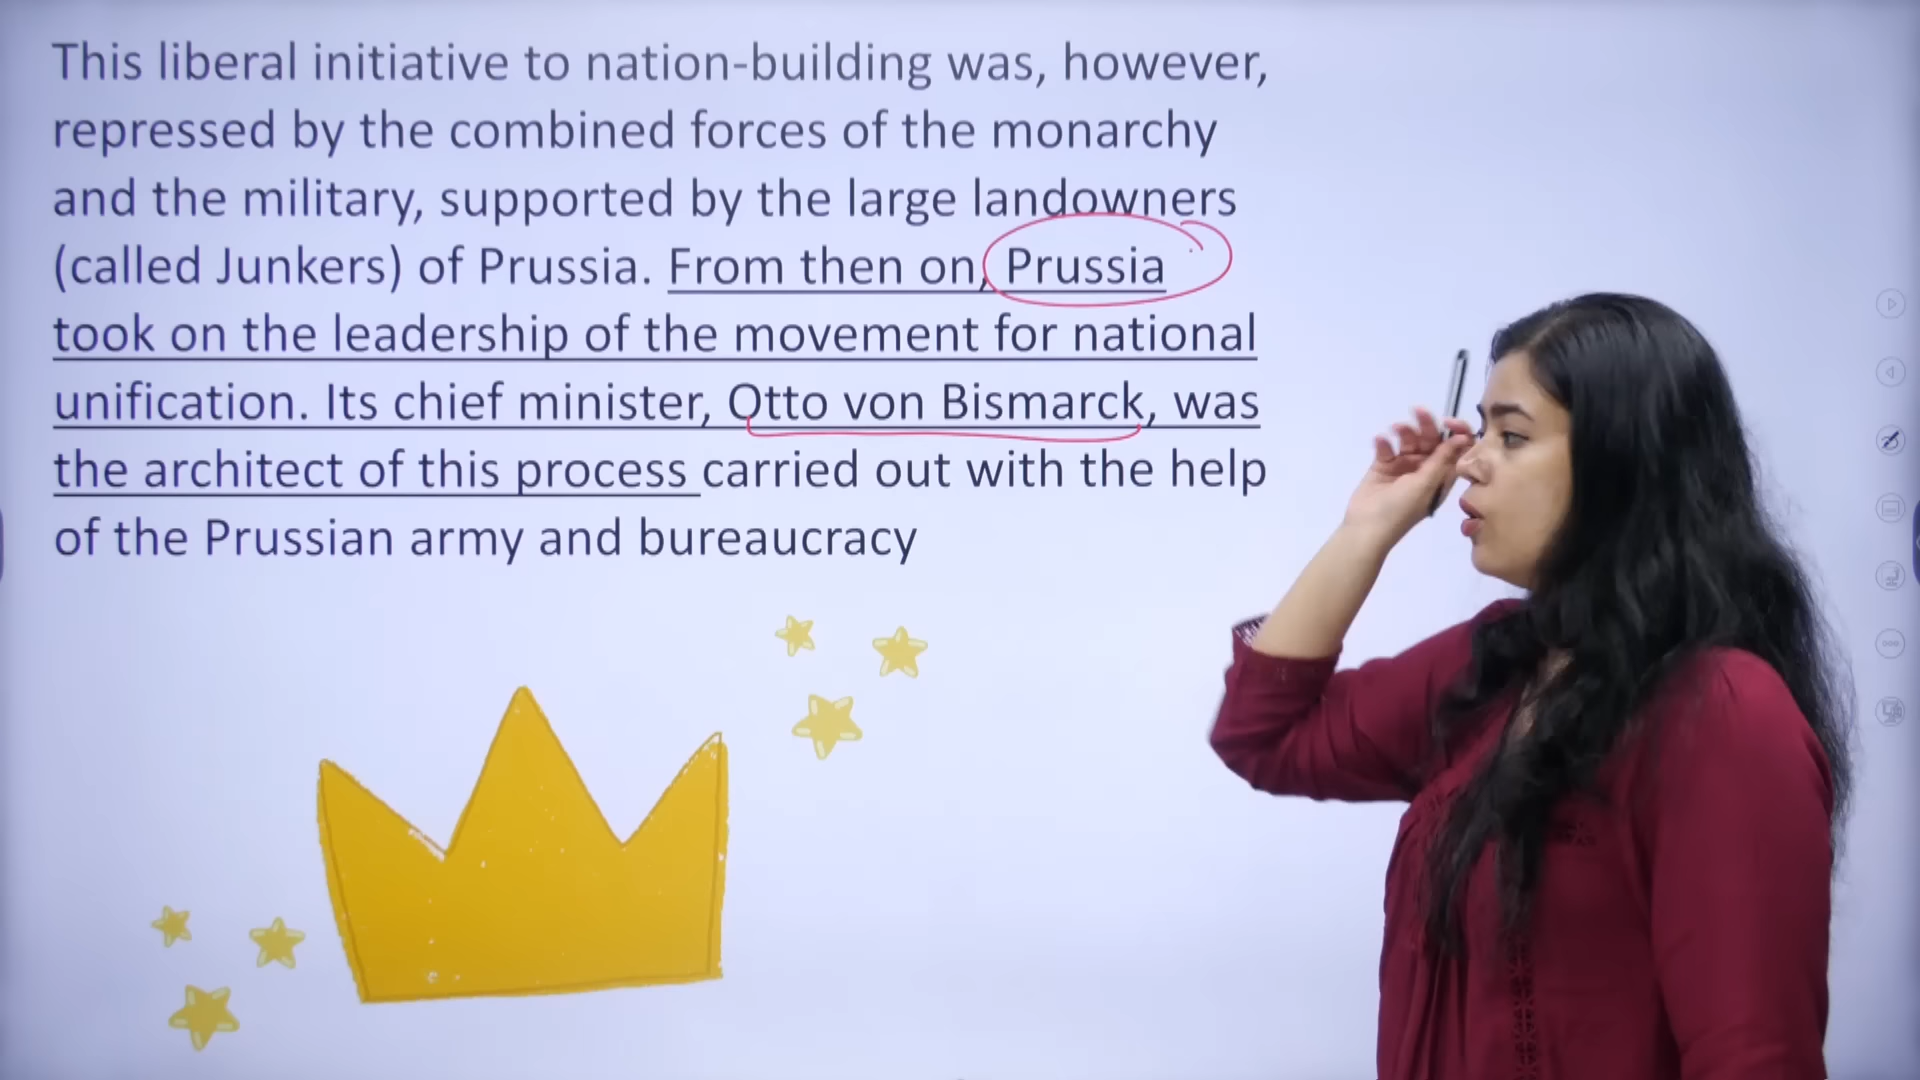 This liberal initiative to nation-building was, however,
repressed by the combined forces of the monarchy
and the military, supported by the large landowners
(called Junkers) of Prussia. From then on, Prussia
took on the leadership of the movement for national
unification. Its chief minister, Otto von Bismarck, was
the architect of this process carried out with the help
of the Prussian army and bureaucracy